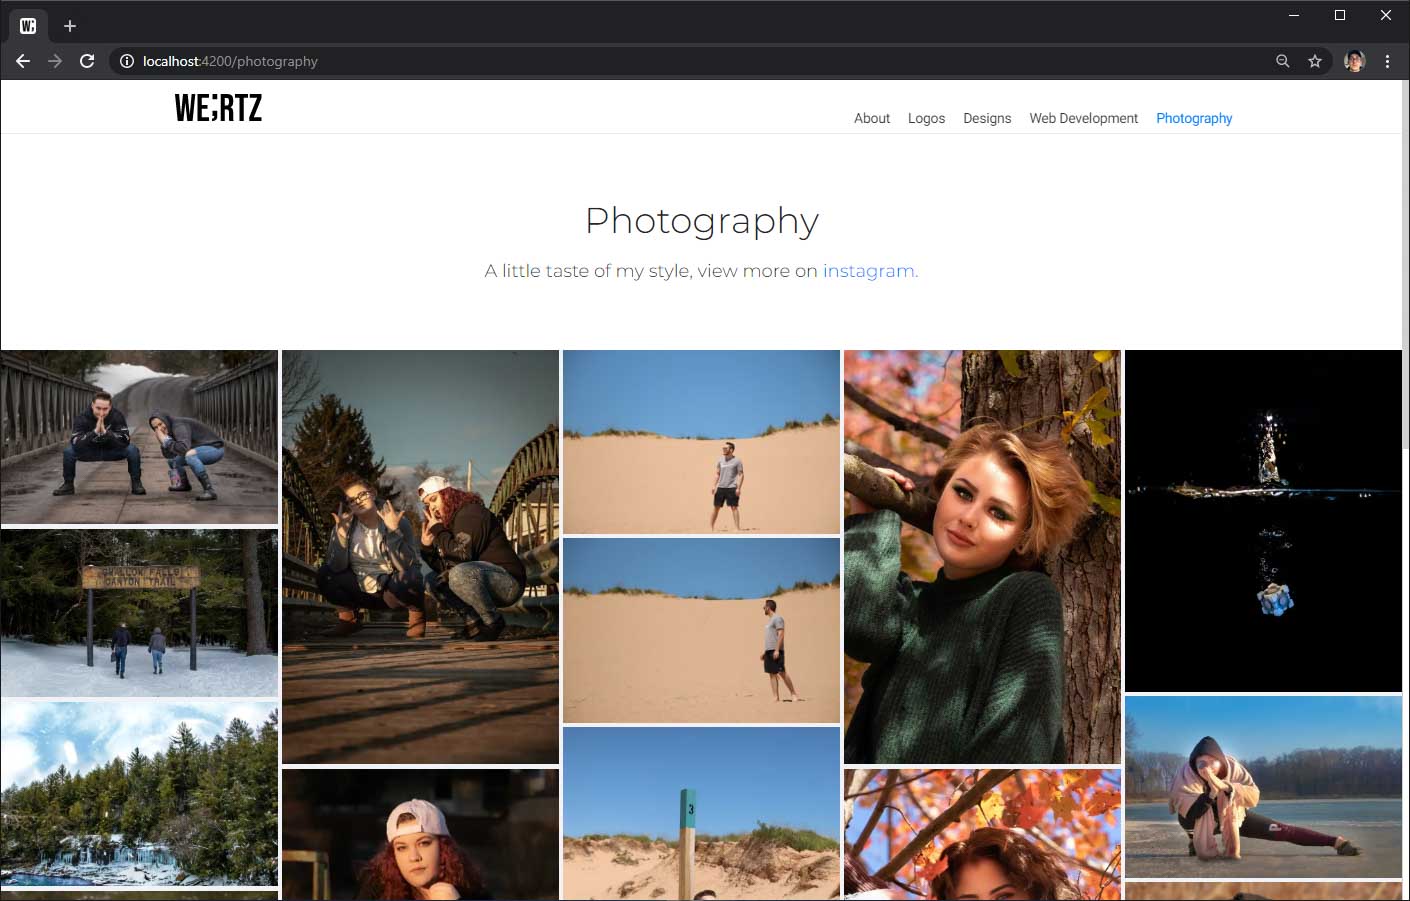 W;
localhost:4200/photography
WE;RTZ
About Logos Designs Web Development Photography
Photography
A little taste of my style, view more on instagram.
SWALLOW FALLS
CANYON TRAIL
3